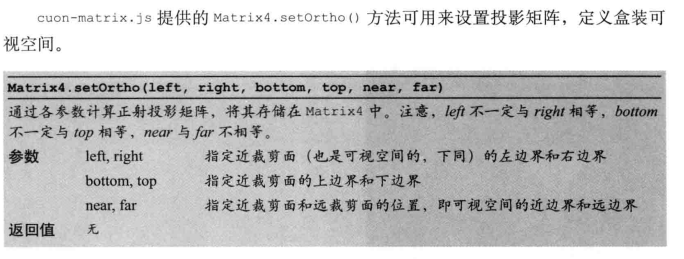 cuon-matrix.js 提供的 Matrix4.setOrtho() 方法可用来设置投影矩阵，定义盒装可
视空间。
Matrix4.setOrtho(left, right, bottom, top, near, far)
通过各参数计算正射投影矩阵，将其存储在 Matrix4 中。注意，left 不一定与 right 相等，bottom
不一定与 top 相等，near 与 far 不相等。
参数 left, right 指定近裁剪面（也是可视空间的，下同）的左边界和右边界
bottom, top 指定近裁剪面的上边界和下边界
near, far 指定近裁剪面和远裁剪面的位置，即可视空间的近边界和远边界
返回值 无